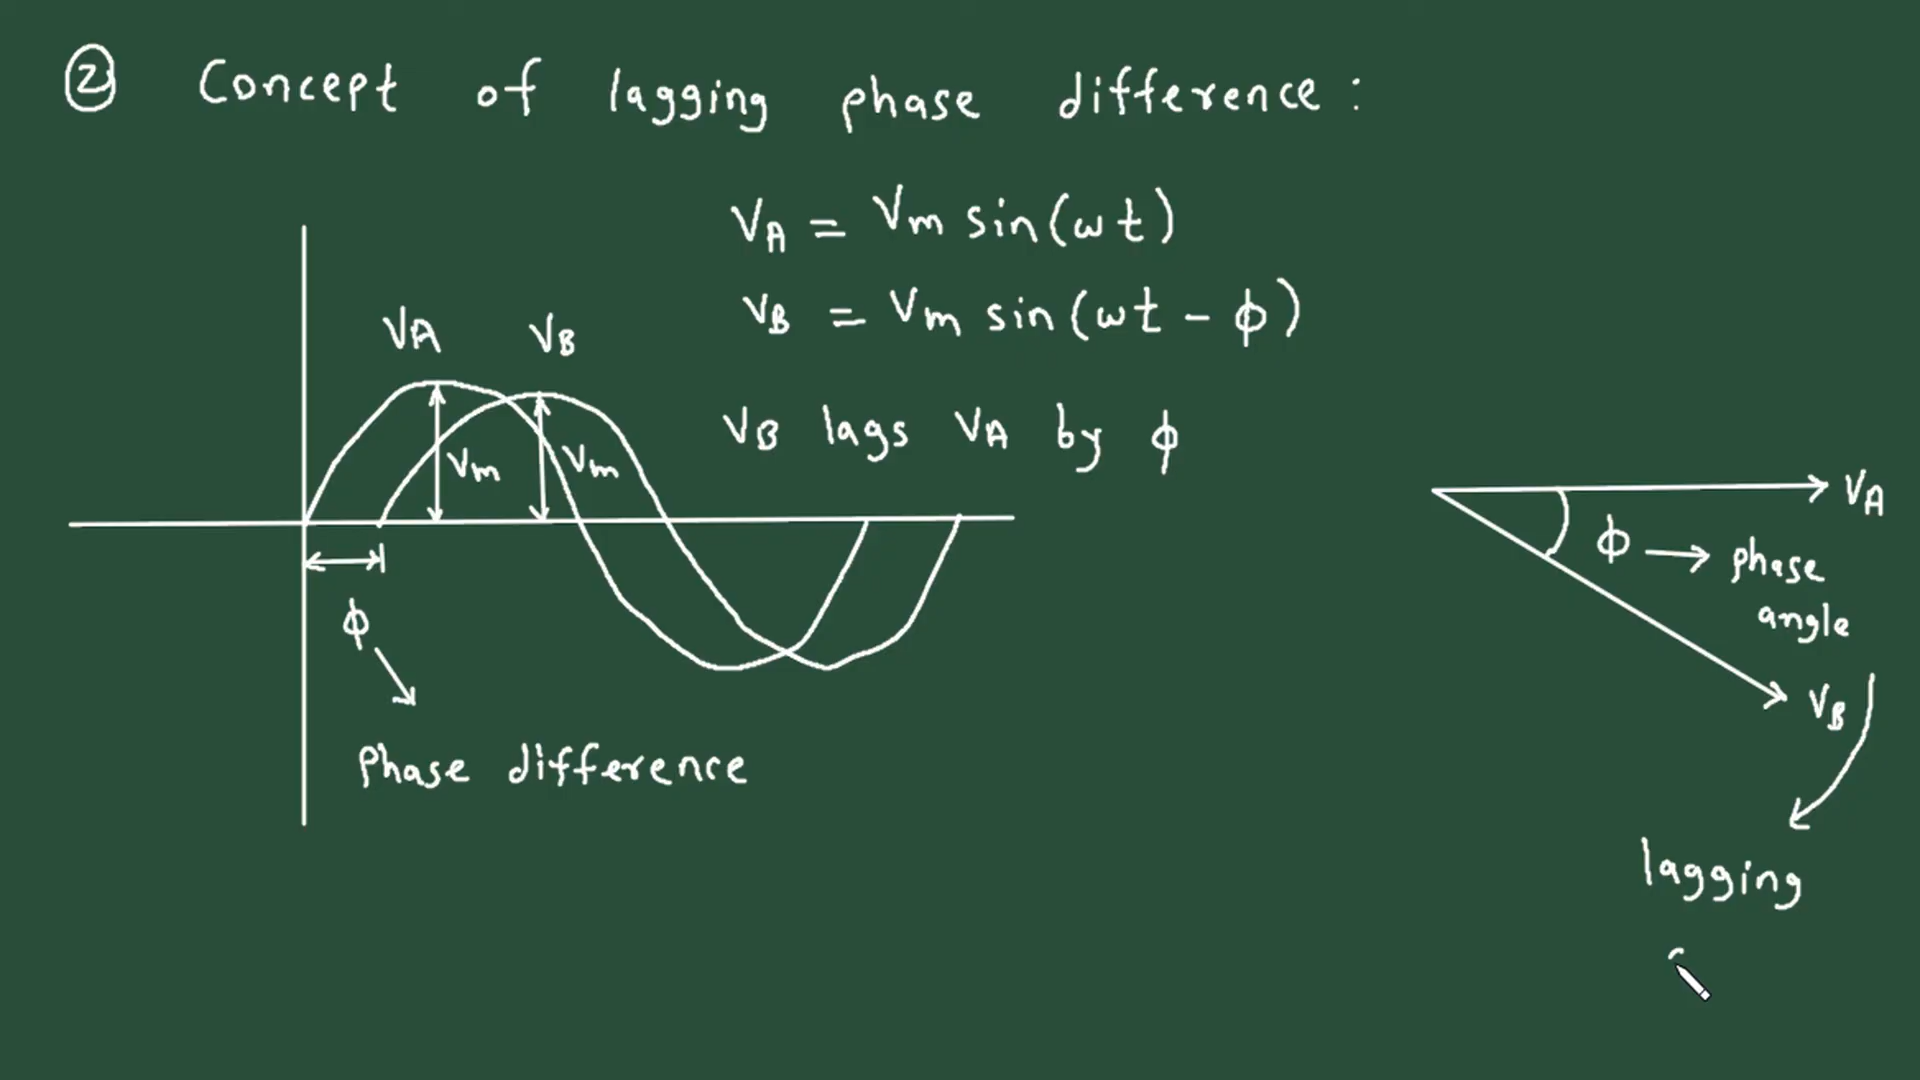 ② Concept of lagging phase difference:
VA = Vm sin(ωt)
VB = Vm sin(ωt - ϕ)
VB lags VA by ϕ
VA VB
Vm Vm
ϕ
Phase difference
VA
ϕ → phase
angle
VB
lagging